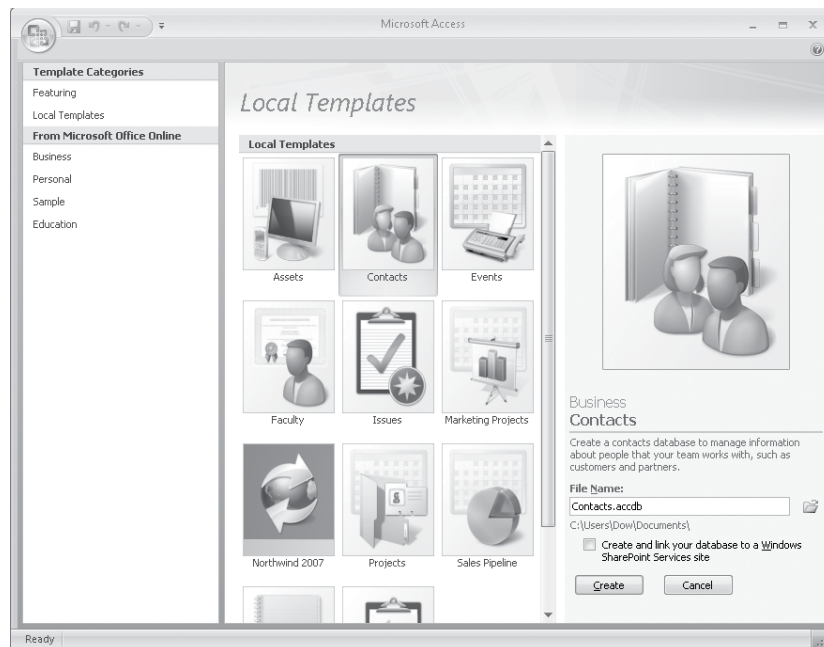 Microsoft Access
Template Categories
Featuring
Local Templates
From Microsoft Office Online
Business
Personal
Sample
Education
Local Templates
Local Templates
Assets
Contacts
Events
Faculty
Issues
Marketing Projects
Northwind 2007
Projects
Sales Pipeline
Business
Contacts
Create a contacts database to manage information
about people that your team works with, such as
customers and partners.
File Name:
Contacts.accdb
C:\Users\Dow\Documents\
Create and link your database to a Windows
SharePoint Services site
Create
Cancel
Ready